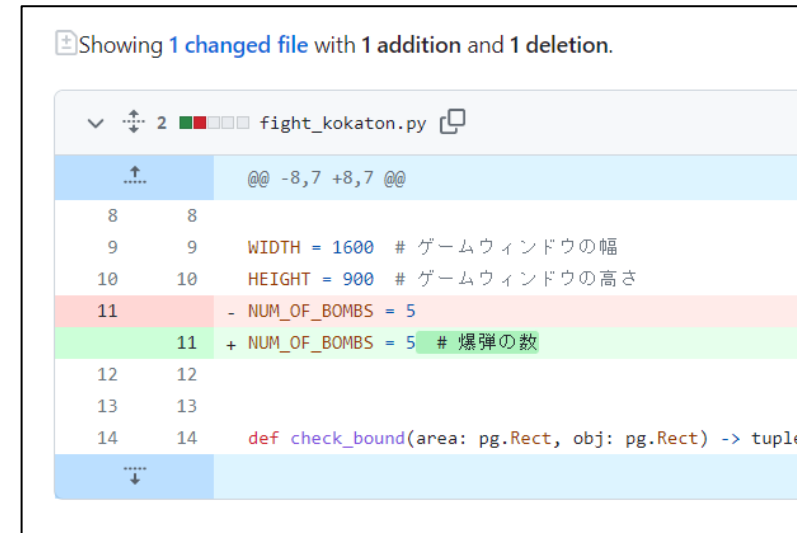 Showing 1 changed file with 1 addition and 1 deletion.
2 fight_kokaton.py
@@ -8,7 +8,7 @@
8 8
9 9 WIDTH = 1600 # ゲームウィンドウの幅
10 10 HEIGHT = 900 # ゲームウィンドウの高さ
11 - NUM_OF_BOMBS = 5
11 + NUM_OF_BOMBS = 5 # 爆弾の数
12 12
13 13
14 14 def check_bound(area: pg.Rect, obj: pg.Rect) -> tuple